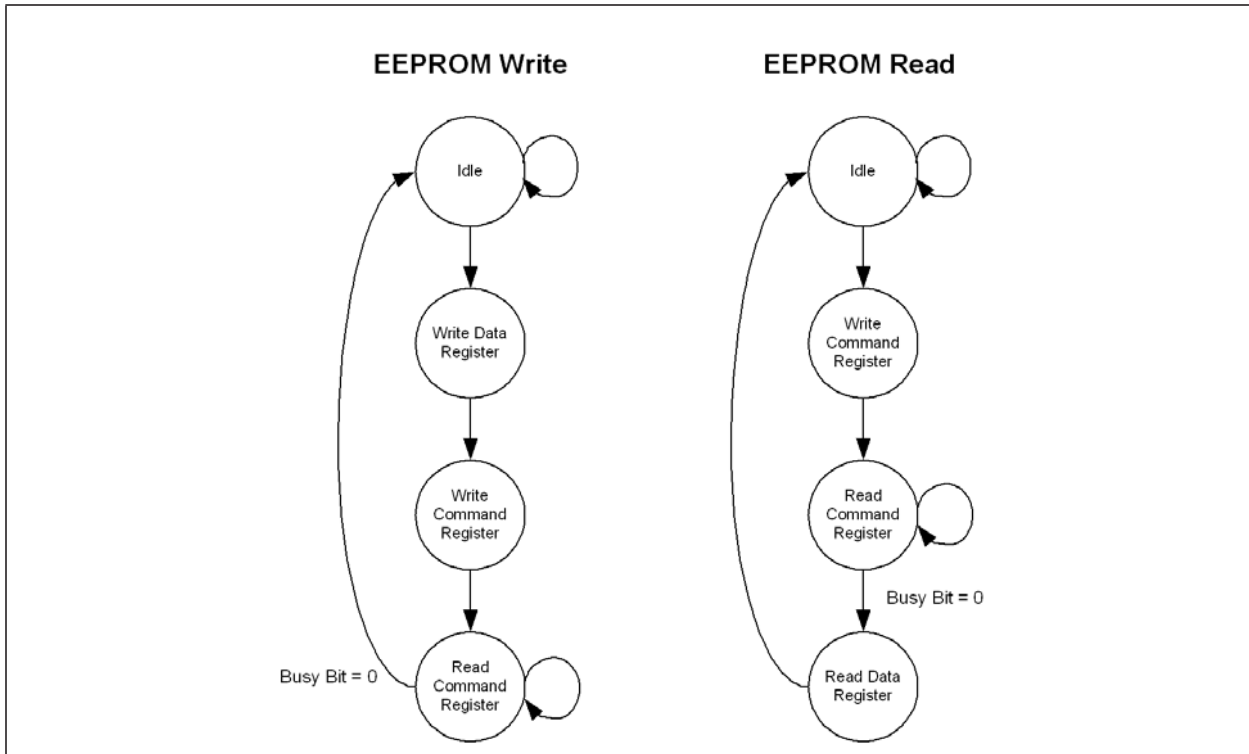 EEPROM Write
Idle
Write Data
Register
Write
Command
Register
Read
Command
Register
Busy Bit = 0
EEPROM Read
Idle
Write
Command
Register
Read
Command
Register
Busy Bit = 0
Read Data
Register